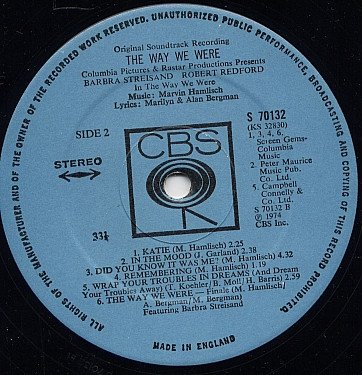 ALL RIGHTS OF THE MANUFACTURER AND OF THE OWNER OF THE RECORDED WORK RESERVED. UNAUTHORIZED PUBLIC PERFORMANCE, BROADCASTING AND COPYING OF THIS RECORD PROHIBITED.
Original Soundtrack Recording
THE WAY WE WERE
Columbia Pictures & Rastar Productions Present
BARBRA STREISAND ROBERT REDFORD
In The Way We Were
Music: Marvin Hamlisch
Lyrics: Marilyn & Alan Bergman
SIDE 2
STEREO
33⅓
CBS
S 70132
(KS 32830)
1, 3, 4,
6. Screen
Gems-
Columbia
Music
2. Peter Maurice
Music Pub.
Co. Ltd.
5. Campbell
Connelly &
Co. Ltd.
S 70132 B
Ⓟ 1974
CBS Inc.
1. KATIE (M. Hamlisch) 2.25
2. IN THE MOOD (J. Garland) 2.38
3. DID YOU KNOW IT WAS ME? (M. Hamlisch) 4.32
4. REMEMBERING (M. Hamlisch) 1.19
5. WRAP YOUR TROUBLES IN DREAMS (And Dream
Your Troubles Away) (T. Koehler/B. Moll/H. Barris) 2.39
6. THE WAY WE WERE — Finale (M. Hamlisch/
A. Bergman/M. Bergman)
Featuring Barbra Streisand
MADE IN ENGLAND